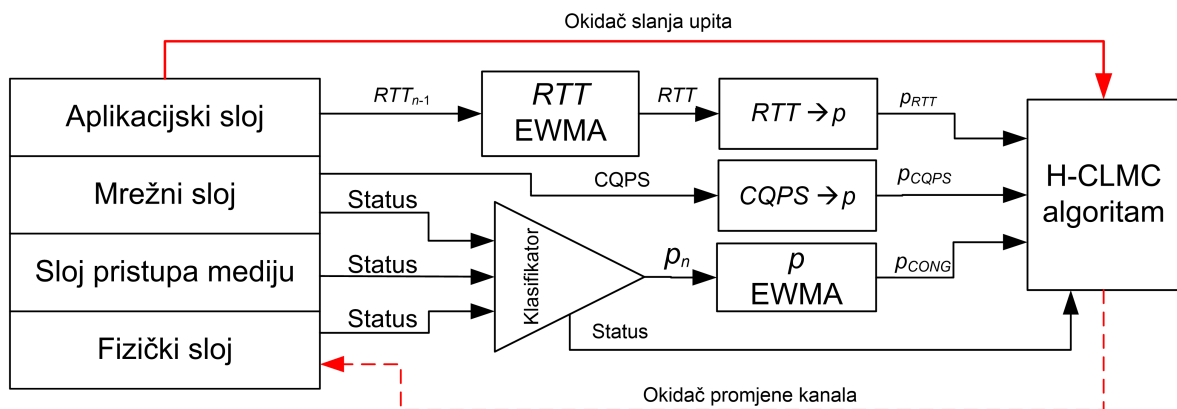 Okidač slanja upita
Aplikacijski sloj
Mrežni sloj
Sloj pristupa mediju
Fizički sloj
RTTn-1
RTT
EWMA
RTT
RTT → p
pRTT
CQPS
CQPS → p
pCQPS
Status
Status
Status
Klasifikator
pn
p
EWMA
pCONG
Status
H-CLMC
algoritam
Okidač promjene kanala